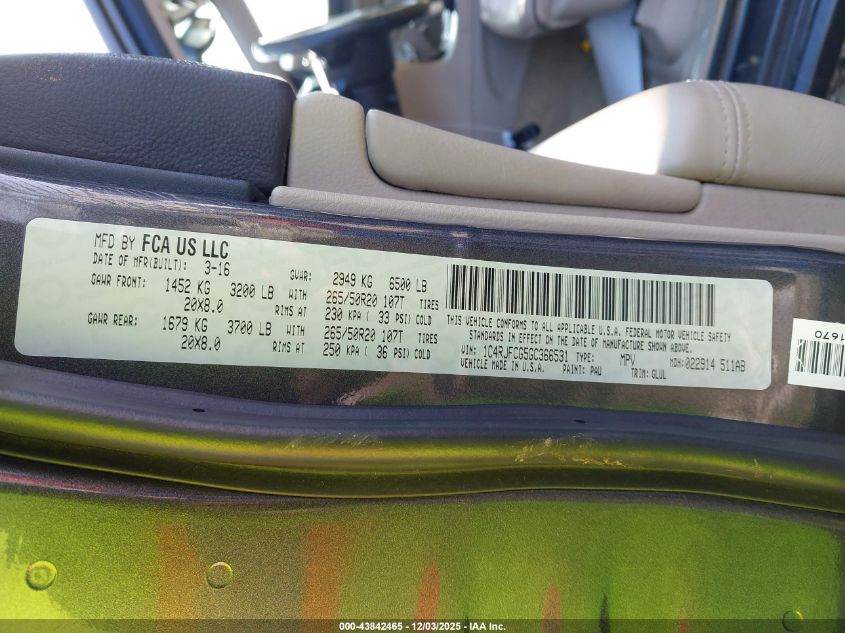 MFD BY FCA US LLC
DATE OF MFR(BUILT): 3-16 GVWR: 2949 KG 6500 LB
GAWR FRONT: 1452 KG 3200 LB WITH 265/50R20 107T TIRES
20X8.0 RIMS AT 230 KPA ( 33 PSI) COLD
GAWR REAR: 1679 KG 3700 LB WITH 265/50R20 107T TIRES
20X8.0 RIMS AT 250 KPA ( 36 PSI) COLD
THIS VEHICLE CONFORMS TO ALL APPLICABLE U.S.A. FEDERAL MOTOR VEHICLE SAFETY
STANDARDS IN EFFECT ON THE DATE OF MANUFACTURE SHOWN ABOVE.
VIN: 1C4RJFCG5GC366531 TYPE: MPV MDH:022914 511AB
VEHICLE MADE IN U.S.A. PAINT: PAU TRIM: GLUL
1670
000-43842465 - 12/03/2025 - IAA Inc.